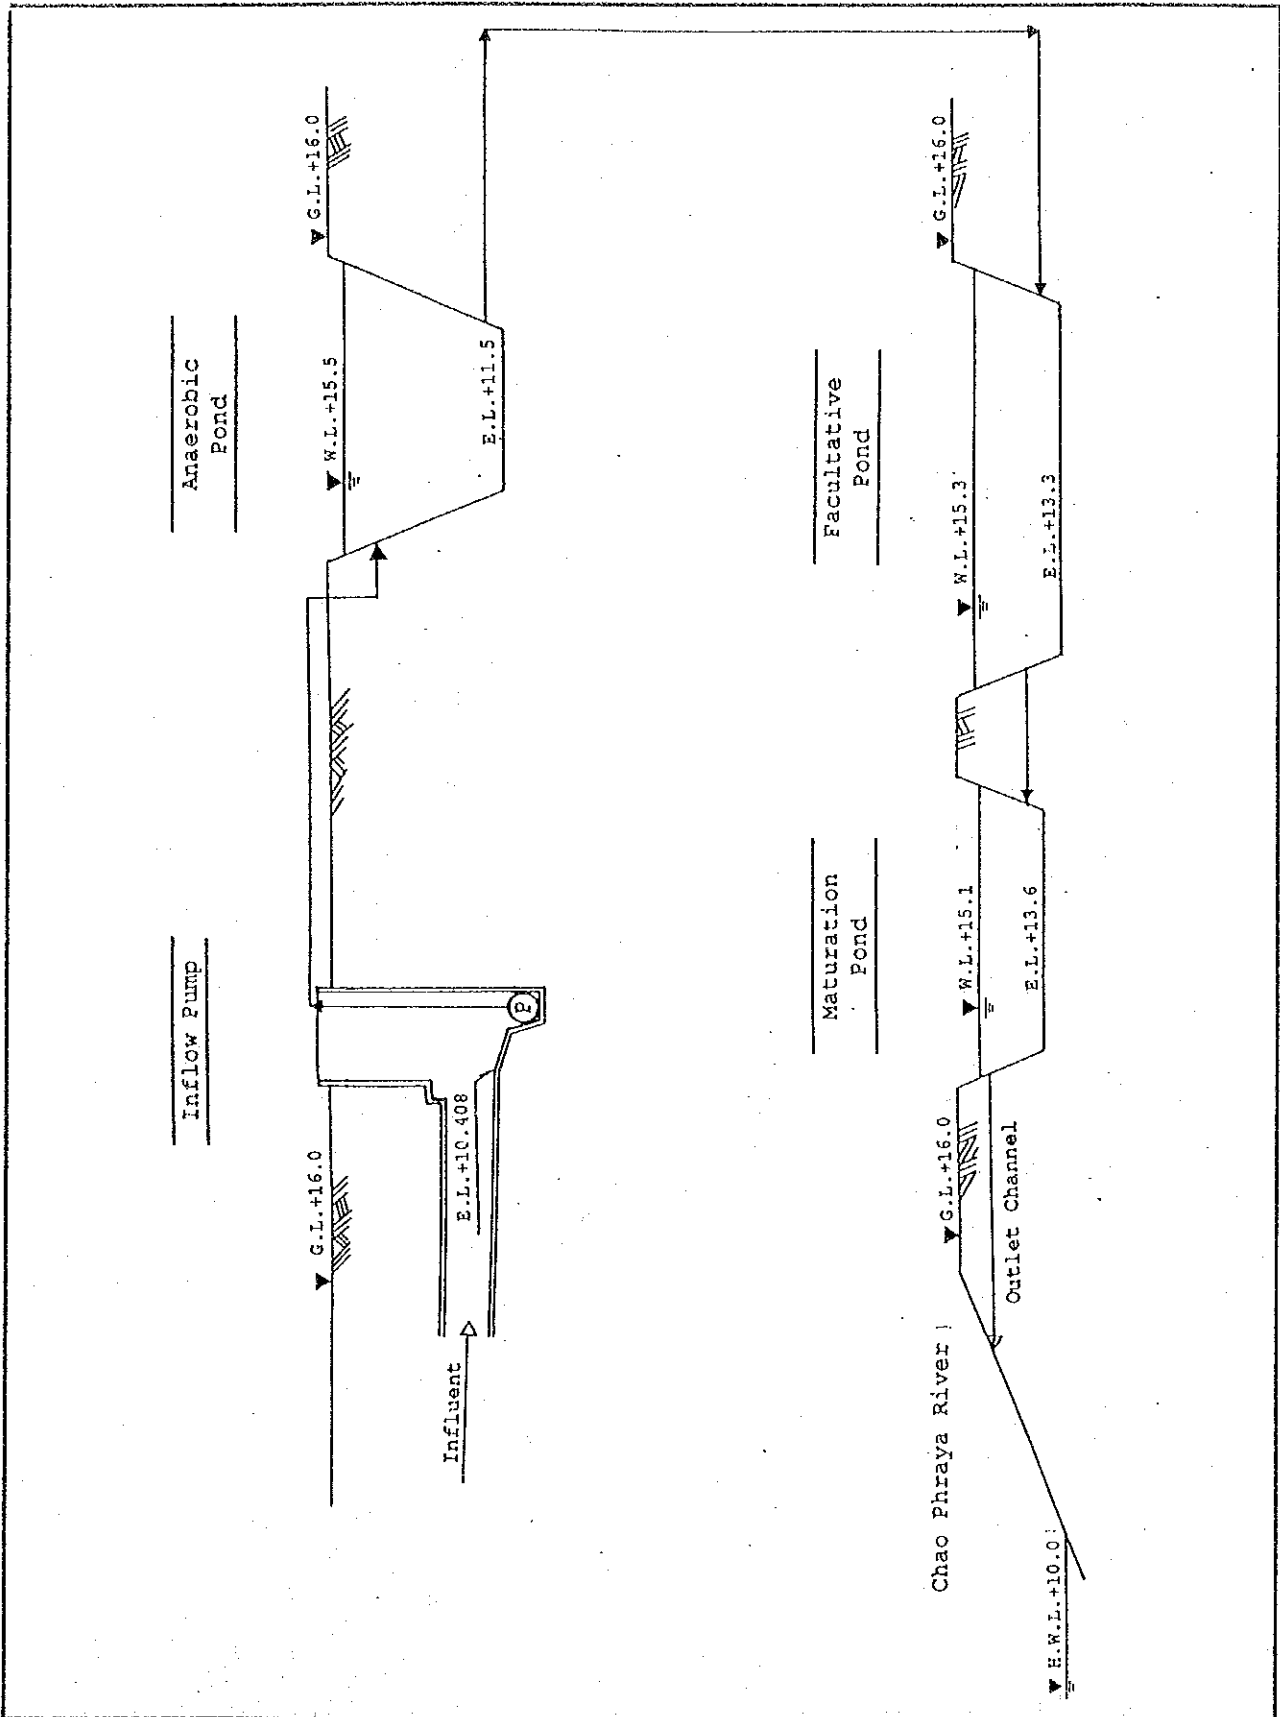 Inflow Pump
Anaerobic
Pond
G.L.+16.0
W.L.+15.5
G.L.+16.0
E.L.+10.408
E.L.+11.5
Influent
P
Maturation
Pond
Facultative
Pond
Chao Phraya River
G.L.+16.0
W.L.+15.1
W.L.+15.3
G.L.+16.0
Outlet Channel
E.L.+13.6
E.L.+13.3
H.W.L.+10.0